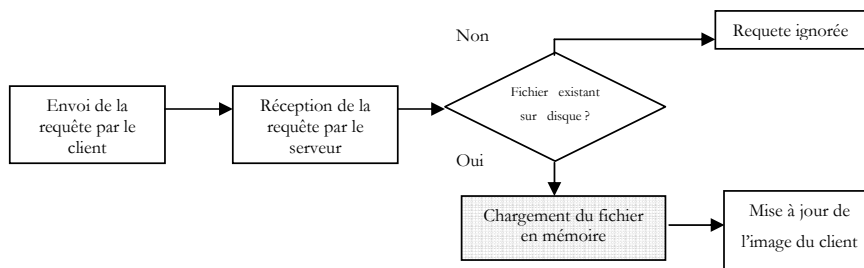 Non
Requete ignorée
Envoi de la
requête par le
client
Réception de la
requête par le
serveur
Fichier existant
sur disque ?
Oui
Chargement du fichier
en mémoire
Mise à jour de
l'image du client